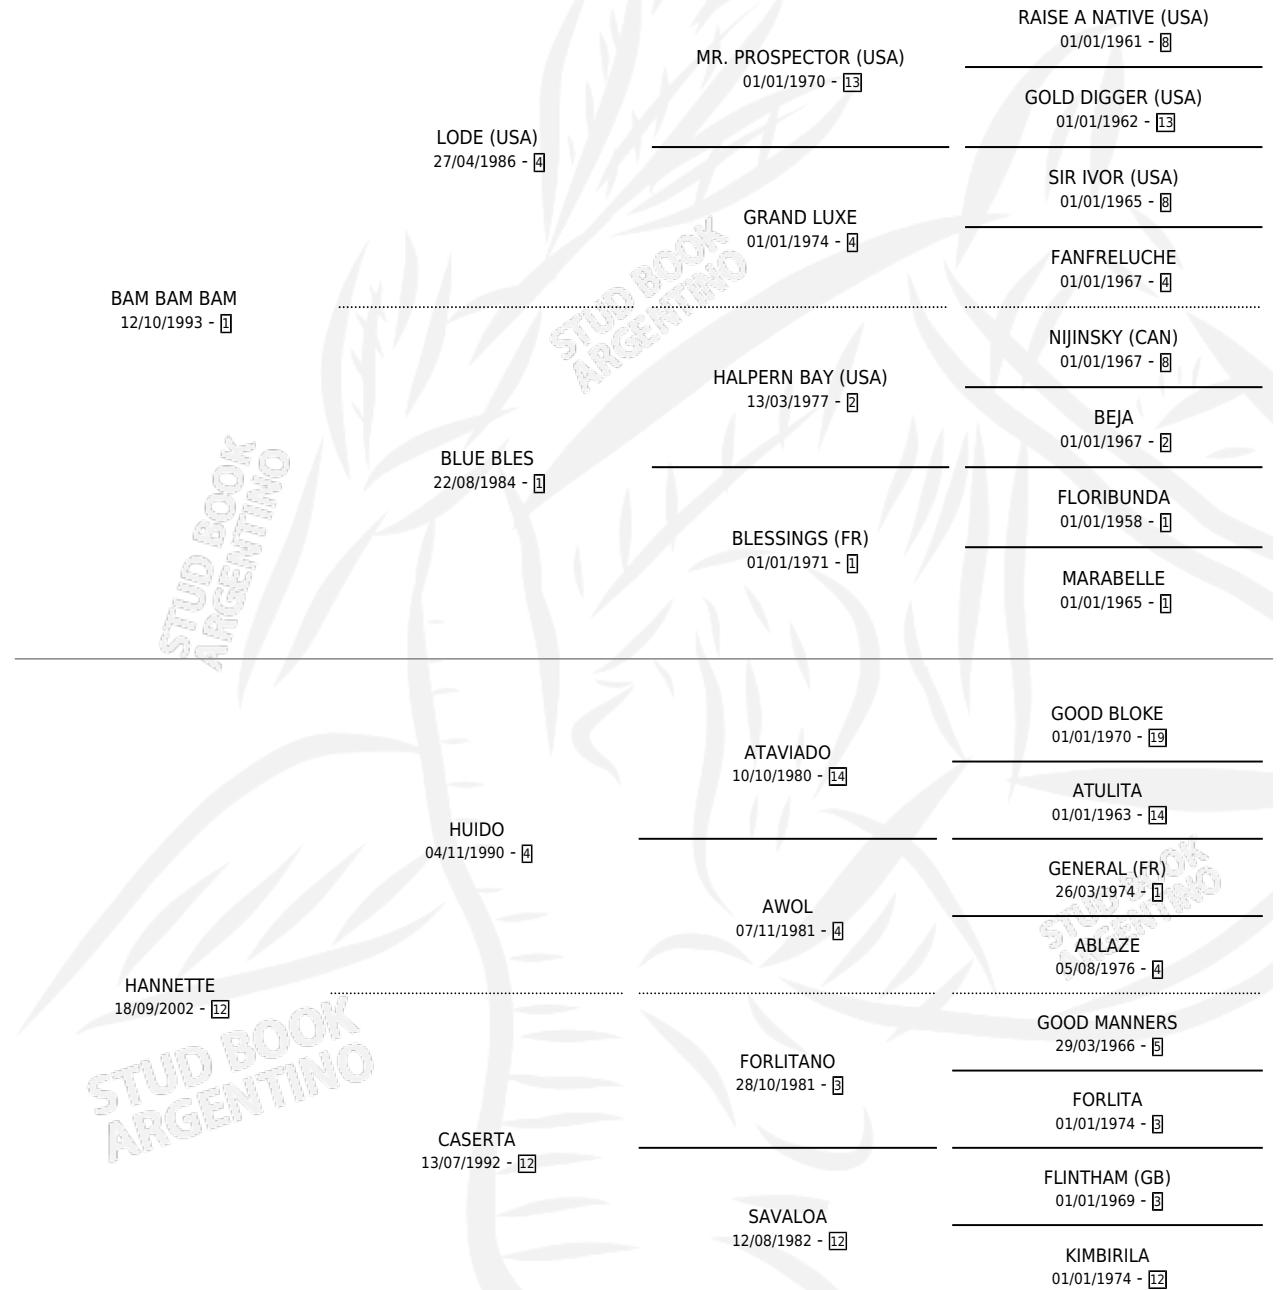 RAISE A NATIVE (USA)
01/01/1961 - 8
MR. PROSPECTOR (USA)
01/01/1970 - 13
GOLD DIGGER (USA)
01/01/1962 - 13
LODE (USA)
27/04/1986 - 4
SIR IVOR (USA)
01/01/1965 - 8
GRAND LUXE
01/01/1974 - 4
FANFRELUCHE
01/01/1967 - 4
BAM BAM BAM
12/10/1993 - 1
NIJINSKY (CAN)
01/01/1967 - 8
HALPERN BAY (USA)
13/03/1977 - 2
BEJA
01/01/1967 - 2
BLUE BLES
22/08/1984 - 1
FLORIBUNDA
01/01/1958 - 1
BLESSINGS (FR)
01/01/1971 - 1
MARABELLE
01/01/1965 - 1
GOOD BLOKE
01/01/1970 - 19
ATAVIADO
10/10/1980 - 14
ATULITA
01/01/1963 - 14
HUIDO
04/11/1990 - 4
GENERAL (FR)
26/03/1974 - 1
AWOL
07/11/1981 - 4
ABLAZE
05/08/1976 - 4
HANNETTE
18/09/2002 - 12
GOOD MANNERS
29/03/1966 - 5
FORLITANO
28/10/1981 - 3
FORLITA
01/01/1974 - 3
CASERTA
13/07/1992 - 12
FLINTHAM (GB)
01/01/1969 - 3
SAVALOA
12/08/1982 - 12
KIMBIRILA
01/01/1974 - 12
STUD BOOK
ARGENTINO
STUD BOOK
ARGENTINO
STUD BOOK
ARGENTINO
STUD BOOK
ARGENTINO